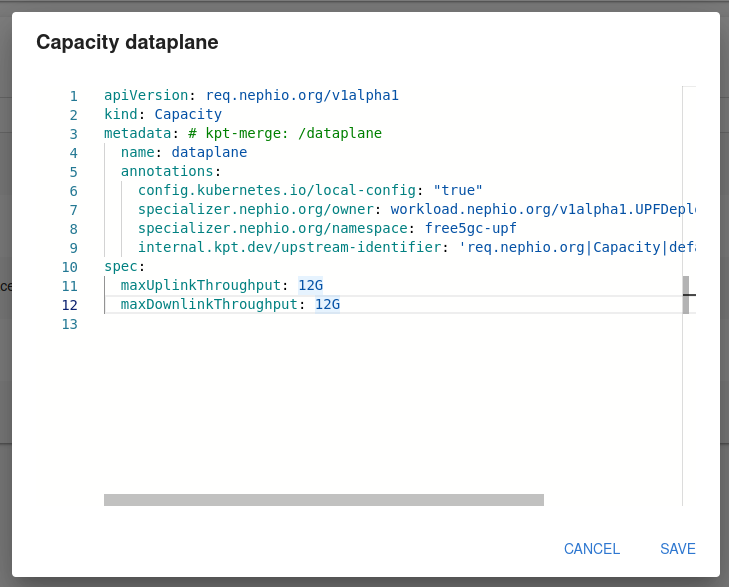 Capacity dataplane
1 apiVersion: req.nephio.org/v1alpha1
2 kind: Capacity
3 metadata: # kpt-merge: /dataplane
4 name: dataplane
5 annotations:
6 config.kubernetes.io/local-config: "true"
7 specializer.nephio.org/owner: workload.nephio.org/v1alpha1.UPFDepl
8 specializer.nephio.org/namespace: free5gc-upf
9 internal.kpt.dev/upstream-identifier: 'req.nephio.org|Capacity|defa
10 spec:
11 maxUplinkThroughput: 12G
12 maxDownlinkThroughput: 12G
13
ce
CANCEL SAVE